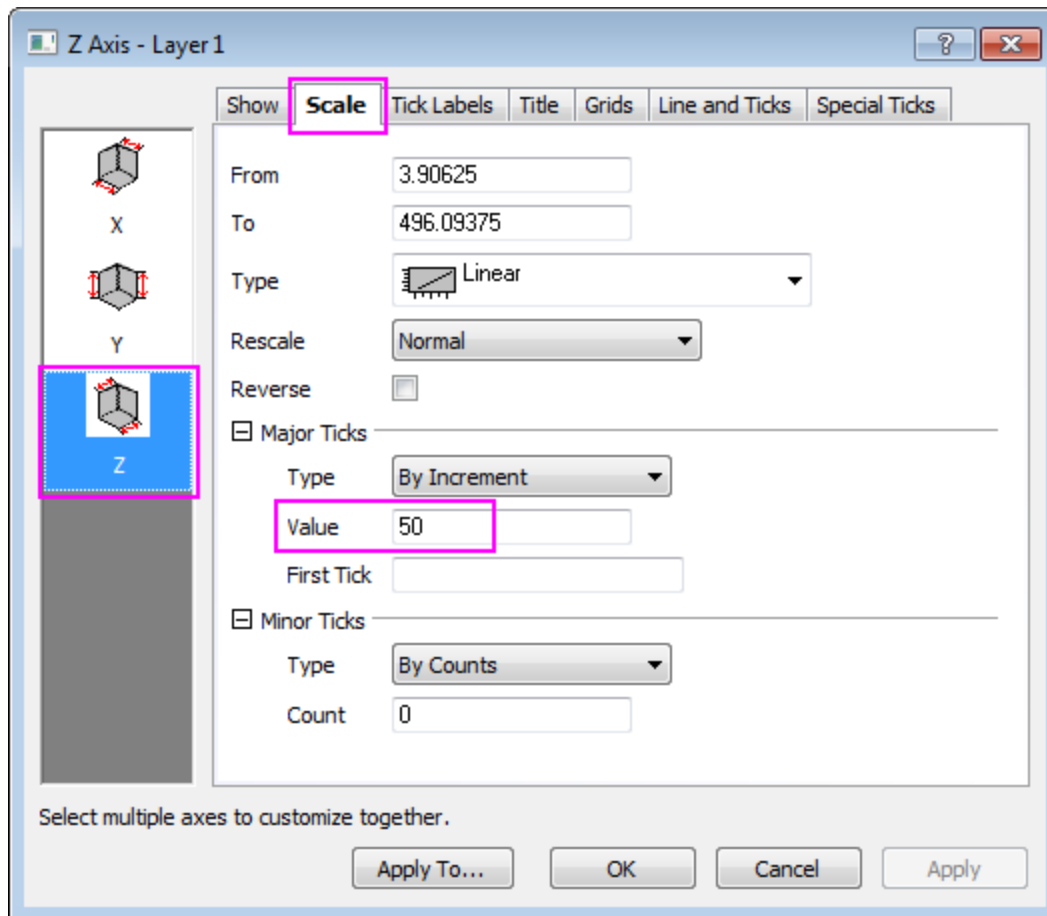 Z Axis - Layer 1
Show Scale Tick Labels Title Grids Line and Ticks Special Ticks
X
Y
Z
From 3.90625
To 496.09375
Type Linear
Rescale Normal
Reverse
Major Ticks
Type By Increment
Value 50
First Tick
Minor Ticks
Type By Counts
Count 0
Select multiple axes to customize together.
Apply To... OK Cancel Apply